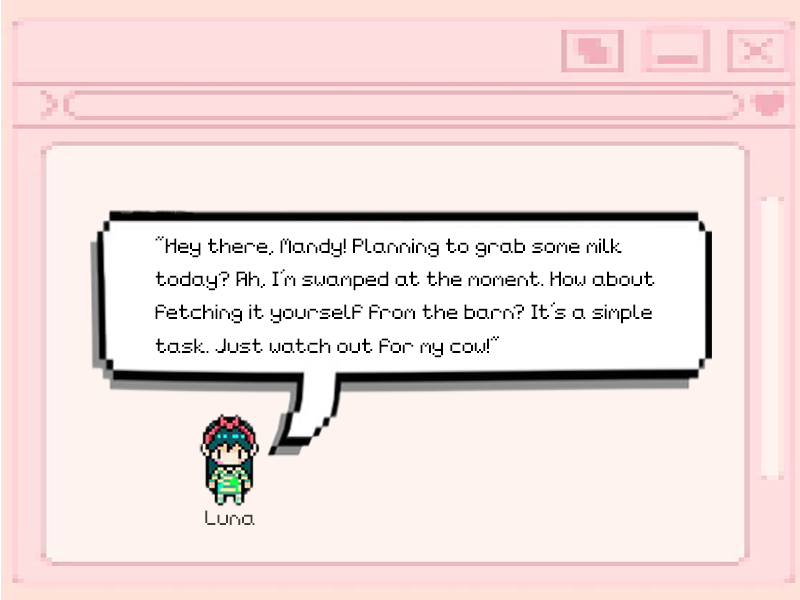 "Hey there, Mandy! Planning to grab some milk
today? Ah, I'm swamped at the moment. How about
fetching it yourself from the barn? It's a simple
task. Just watch out for my cow!"
Luna